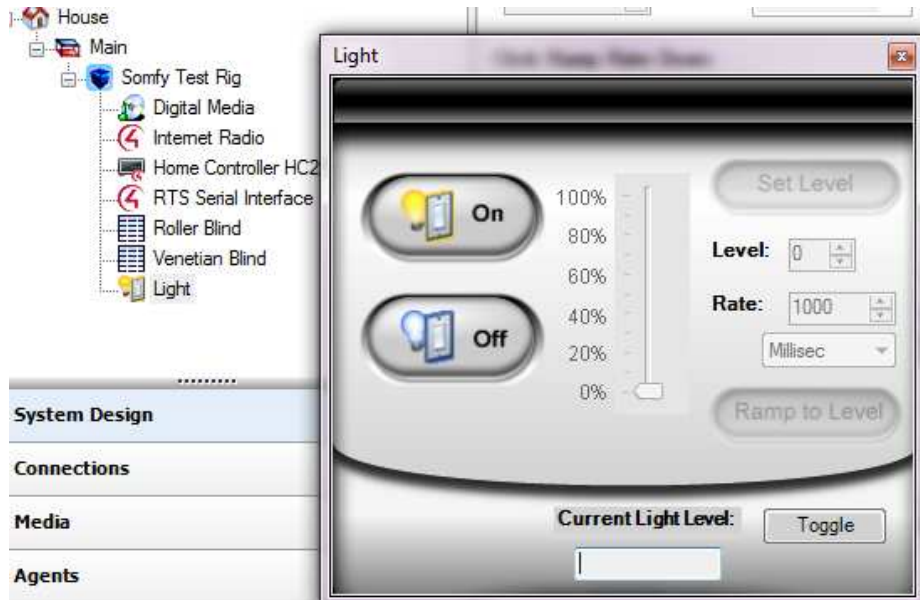 House
Main
Somfy Test Rig
Digital Media
Internet Radio
Home Controller HC2
RTS Serial Interface
Roller Blind
Venetian Blind
Light
System Design
Connections
Media
Agents
Light
On
Off
100%
80%
60%
40%
20%
0%
Set Level
Level: 0
Rate: 1000
Millisec
Ramp to Level
Current Light Level:
Toggle